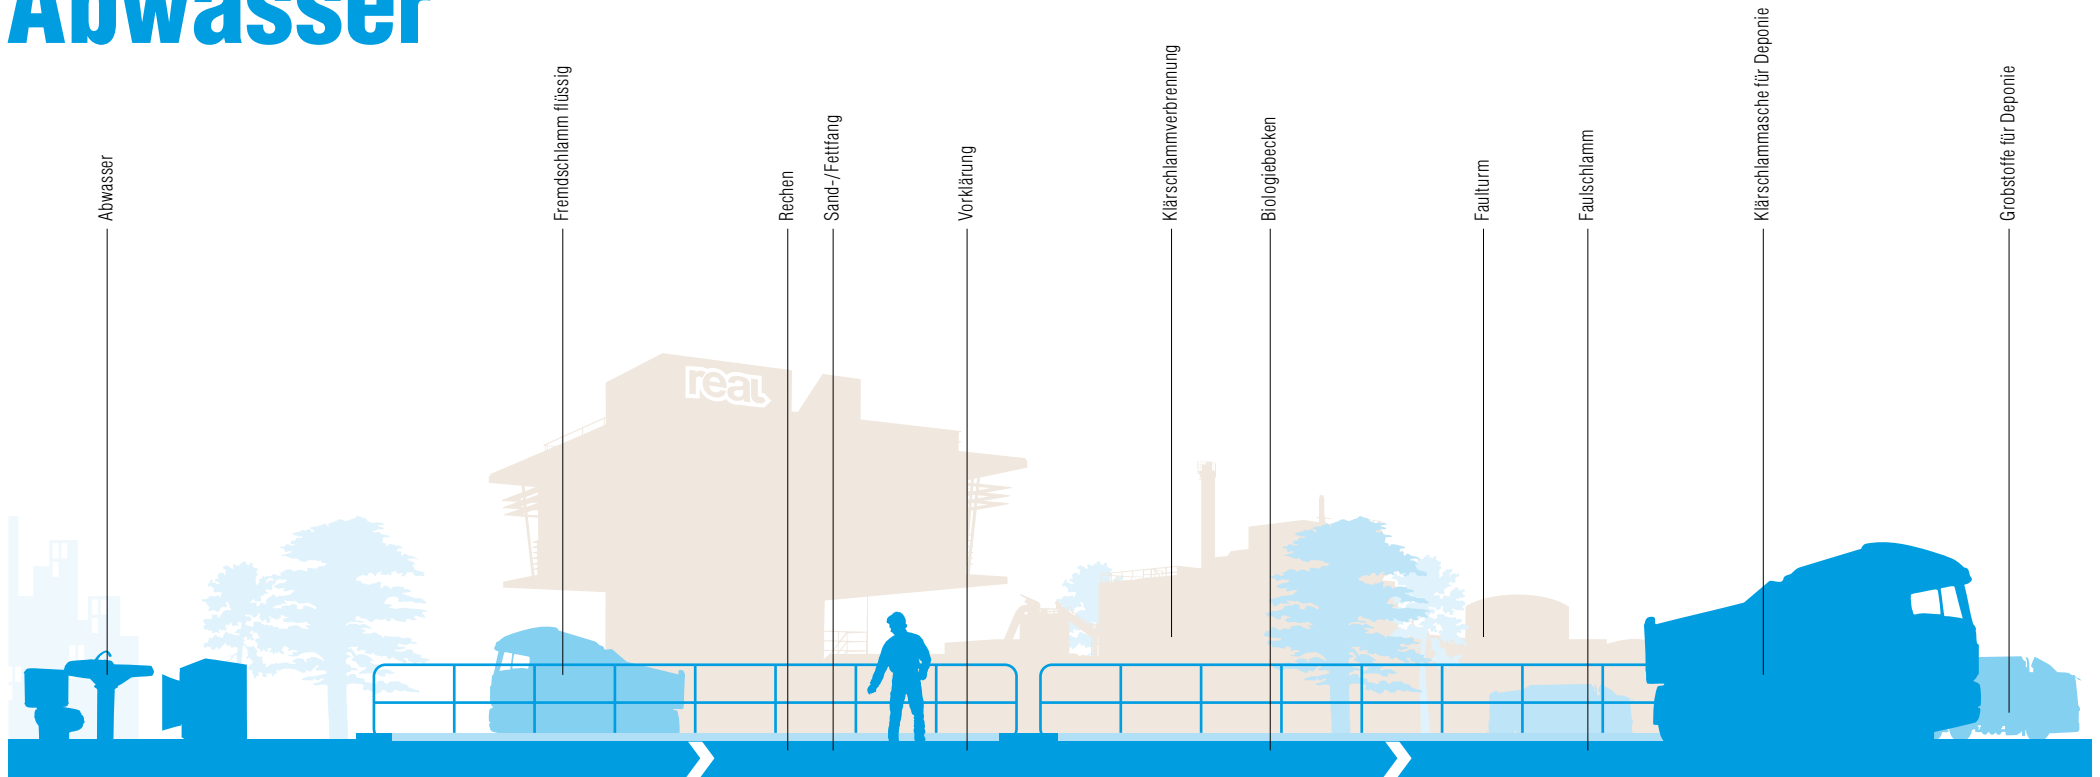 Abwasser
Abwasser
Fremdschlamm flüssig
Rechen
Sand-/Fettfang
Vorklärung
Klärschlammverbrennung
Biologiebecken
Faulturm
Faulschlamm
Klärschlammasche für Deponie
Grobstoffe für Deponie
real